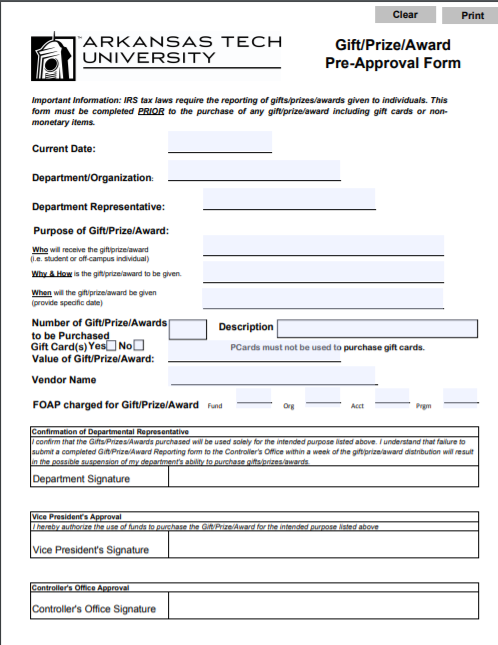 Clear Print
ARKANSAS TECH
UNIVERSITY
Gift/Prize/Award
Pre-Approval Form
Important Information: IRS tax laws require the reporting of gifts/prizes/awards given to individuals. This
form must be completed PRIOR to the purchase of any gift/prize/award including gift cards or non-
monetary items.
Current Date:
Department/Organization:
Department Representative:
Purpose of Gift/Prize/Award:
Who will receive the gift/prize/award
(i.e. student or off-campus individual)
Why & How is the gift/prize/award to be given.
When will the gift/prize/award be given
(provide specific date)
Number of Gift/Prize/Awards
to be Purchased
Description
Gift Card(s) Yes No
PCards must not be used to purchase gift cards.
Value of Gift/Prize/Award:
Vendor Name
FOAP charged for Gift/Prize/Award Fund Org Acct Prgm
Confirmation of Departmental Representative
I confirm that the Gifts/Prizes/Awards purchased will be used solely for the intended purpose listed above. I understand that failure to
submit a completed Gift/Prize/Award Reporting form to the Controller's Office within a week of the gift/prize/award distribution will result
in the possible suspension of my department's ability to purchase gifts/prizes/awards.
Department Signature
Vice President's Approval
I hereby authorize the use of funds to purchase the Gift/Prize/Award for the intended purpose listed above
Vice President's Signature
Controller's Office Approval
Controller's Office Signature